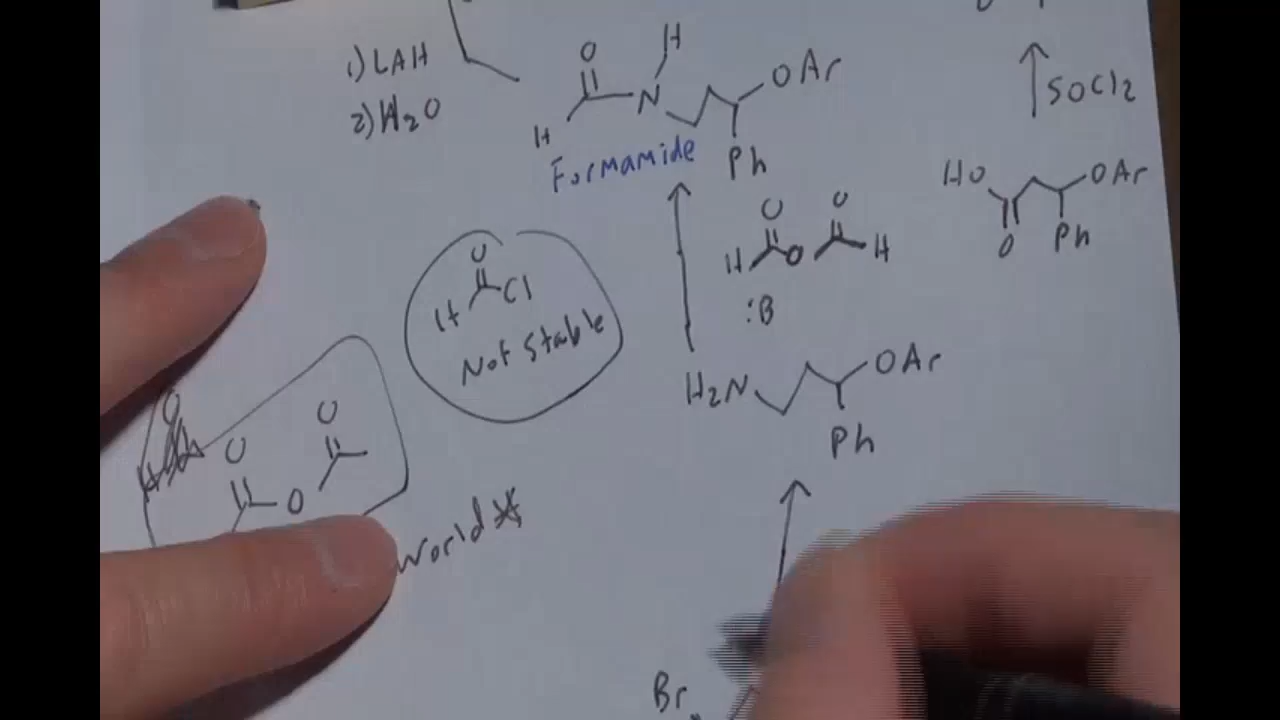 1) LAH
2) H2O
O
H
N
H
OAr
Ph
Formamide
SOCl2
HO
O
OAr
Ph
O
O
H
O
H
:B
O
H
Cl
Not Stable
H2N
OAr
Ph
O
O
O
World
Br